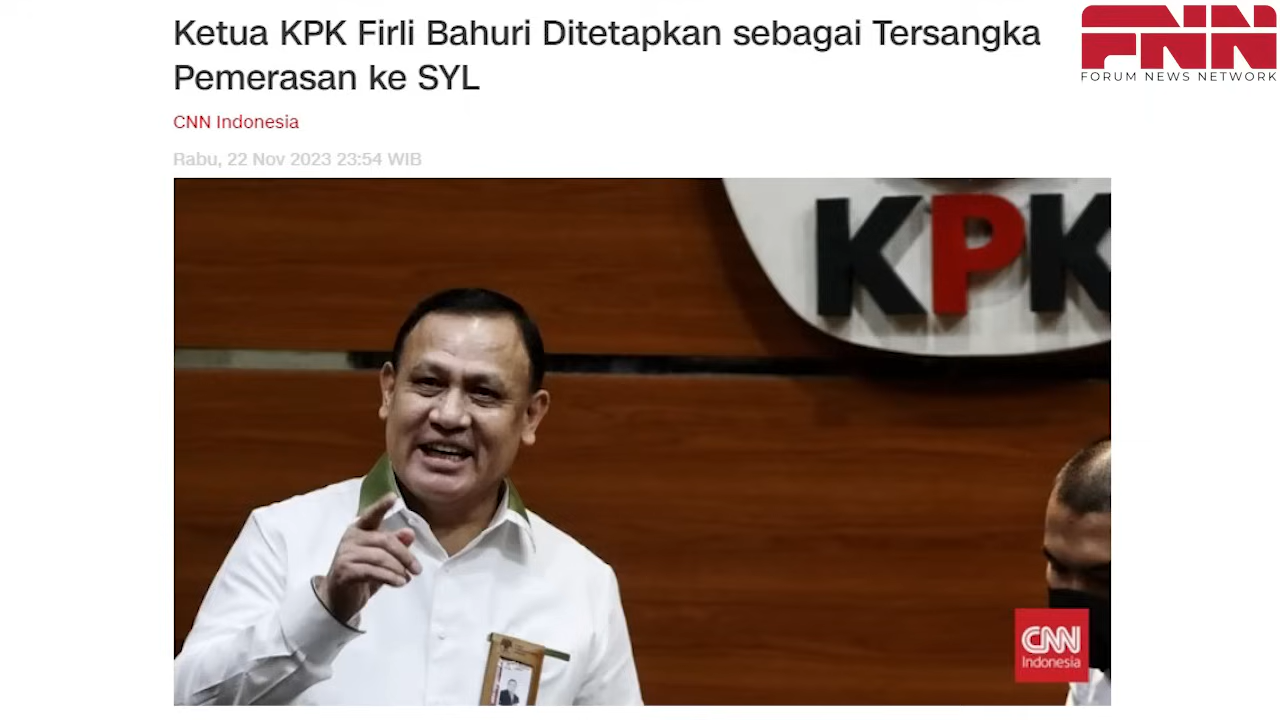 Ketua KPK Firli Bahuri Ditetapkan sebagai Tersangka
Pemerasan ke SYL
FNN
FORUM NEWS NETWORK
CNN Indonesia
Rabu, 22 Nov 2023 23:54 WIB
KPK
CNN
Indonesia